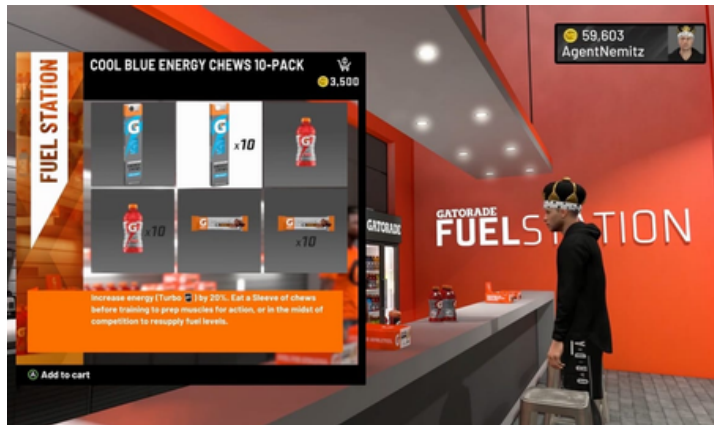 FUEL STATION
COOL BLUE ENERGY CHEWS 10-PACK
3,500
59,603
AgentNemitz
G
G
x10
G
G
x10
G
G
x10
Increase energy (Turbo) by 20%. Eat a Sleeve of chews
before training to prep muscles for action, or in the midst of
competition to resupply fuel levels.
A Add to cart
GATORADE
GATORADE
FUELSTATION